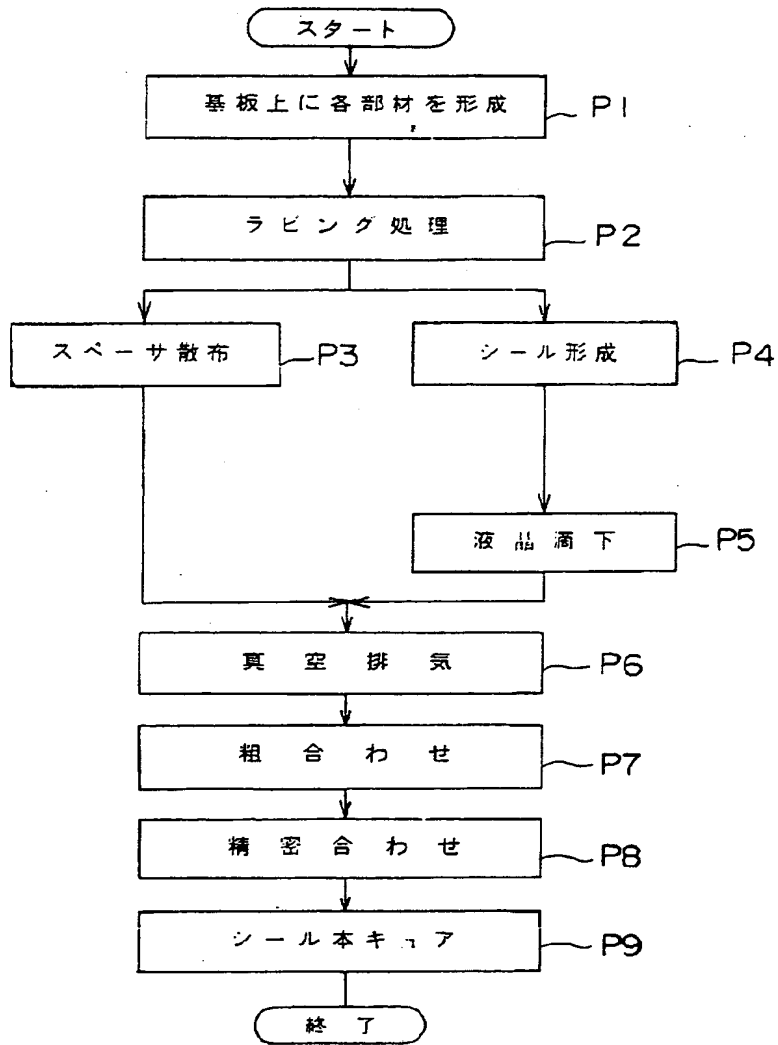 スタート
基板上に各部材を形成
P1
ラビング処理
P2
スペーサ散布
P3
シール形成
P4
液晶滴下
P5
真空排気
P6
粗合わせ
P7
精密合わせ
P8
シール本キュア
P9
終了